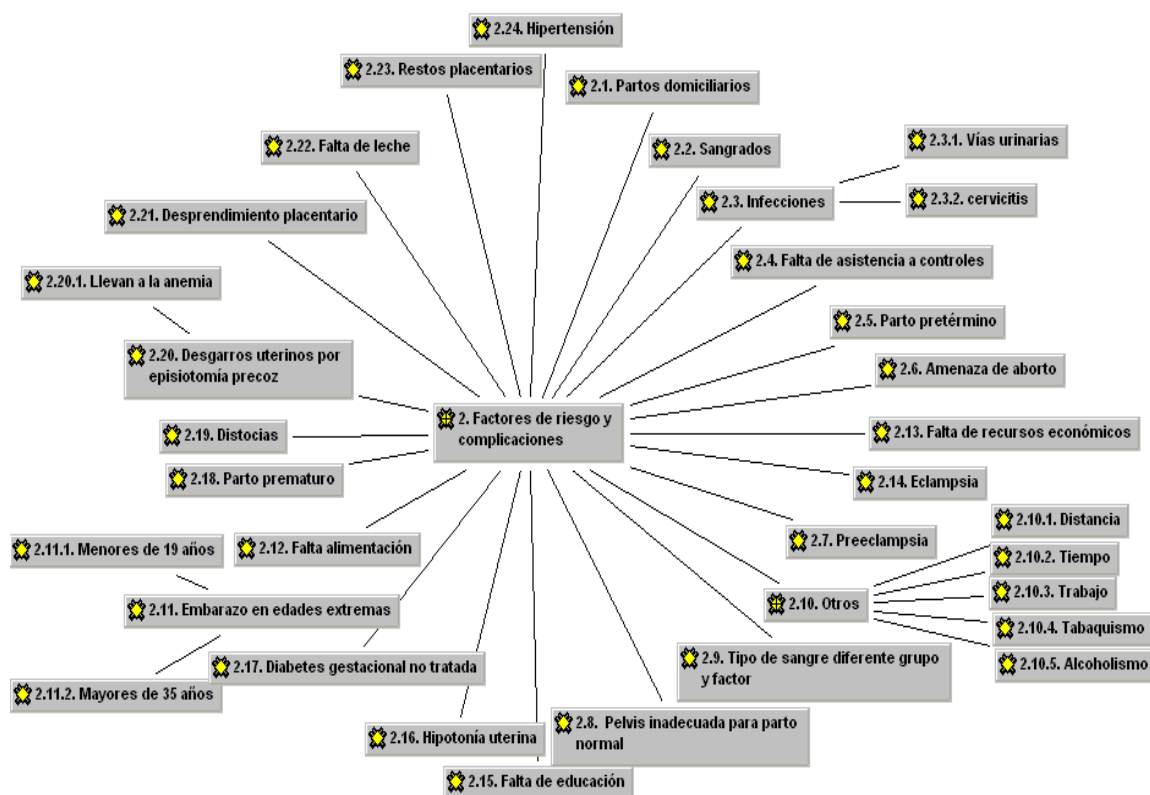 2.24. Hipertensión
2.23. Restos placentarios
2.1. Partos domiciliarios
2.22. Falta de leche
2.2. Sangrados
2.3.1. Vías urinarias
2.3. Infecciones
2.3.2. cervicitis
2.21. Desprendimiento placentario
2.4. Falta de asistencia a controles
2.20.1. Llevan a la anemia
2.5. Parto pretérmino
2.20. Desgarros uterinos por
episiotomía precoz
2.6. Amenaza de aborto
2. Factores de riesgo y
complicaciones
2.19. Distocias
2.13. Falta de recursos económicos
2.18. Parto prematuro
2.14. Eclampsia
2.11.1. Menores de 19 años
2.12. Falta alimentación
2.7. Preeclampsia
2.10.1. Distancia
2.10.2. Tiempo
2.10.3. Trabajo
2.10.4. Tabaquismo
2.10.5. Alcoholismo
2.10. Otros
2.11. Embarazo en edades extremas
2.17. Diabetes gestacional no tratada
2.9. Tipo de sangre diferente grupo
y factor
2.11.2. Mayores de 35 años
2.16. Hipotonía uterina
2.8. Pelvis inadecuada para parto
normal
2.15. Falta de educación